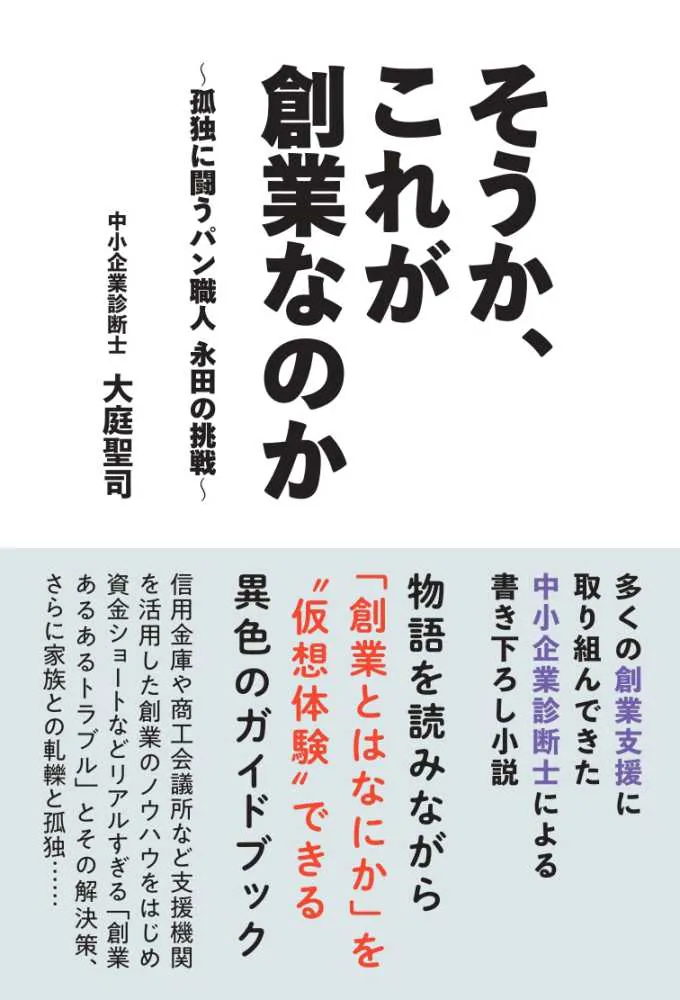 そうか、
これが
創業なのか
〜孤独に闘うパン職人 永田の挑戦〜
中小企業診断士 大庭聖司
多くの創業支援に
取り組んできた
中小企業診断士による
書き下ろし小説
物語を読みながら
「創業とはなにか」を
〝仮想体験〟できる
異色のガイドブック
信用金庫や商工会議所など支援機関
を活用した創業のノウハウをはじめ
資金ショートなどリアルすぎる「創業
あるあるトラブル」とその解決策、
さらに家族との軋轢と孤独……